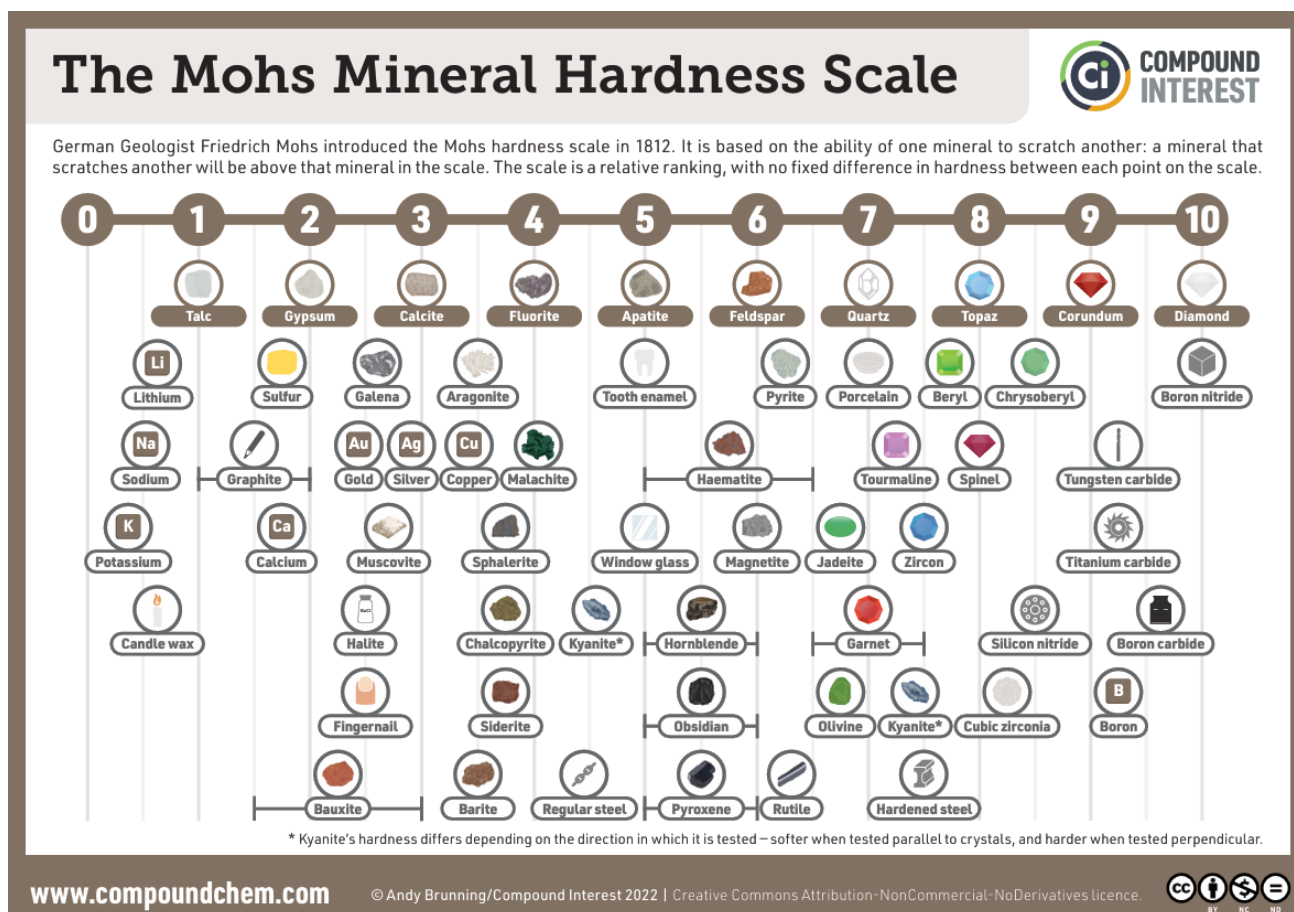 The Mohs Mineral Hardness Scale
Ci
COMPOUND
INTEREST
German Geologist Friedrich Mohs introduced the Mohs hardness scale in 1812. It is based on the ability of one mineral to scratch another: a mineral that
scratches another will be above that mineral in the scale. The scale is a relative ranking, with no fixed difference in hardness between each point on the scale.
0 1 2 3 4 5 6 7 8 9 10
Talc Gypsum Calcite Fluorite Apatite Feldspar Quartz Topaz Corundum Diamond
Li
Lithium Sulfur Galena Aragonite Tooth enamel Pyrite Porcelain Beryl Chrysoberyl Boron nitride
Na Au Ag Cu
Sodium Graphite Gold Silver Copper Malachite Haematite Tourmaline Spinel Tungsten carbide
K Ca
Potassium Calcium Muscovite Sphalerite Window glass Magnetite Jadeite Zircon Titanium carbide
NaCl
Candle wax Halite Chalcopyrite Kyanite* Hornblende Garnet Silicon nitride Boron carbide
B
Fingernail Siderite Obsidian Olivine Kyanite* Cubic zirconia Boron
Bauxite Barite Regular steel Pyroxene Rutile Hardened steel
* Kyanite's hardness differs depending on the direction in which it is tested – softer when tested parallel to crystals, and harder when tested perpendicular.
www.compoundchem.com © Andy Brunning/Compound Interest 2022 | Creative Commons Attribution-NonCommercial-NoDerivatives licence.
cc
BY NC ND